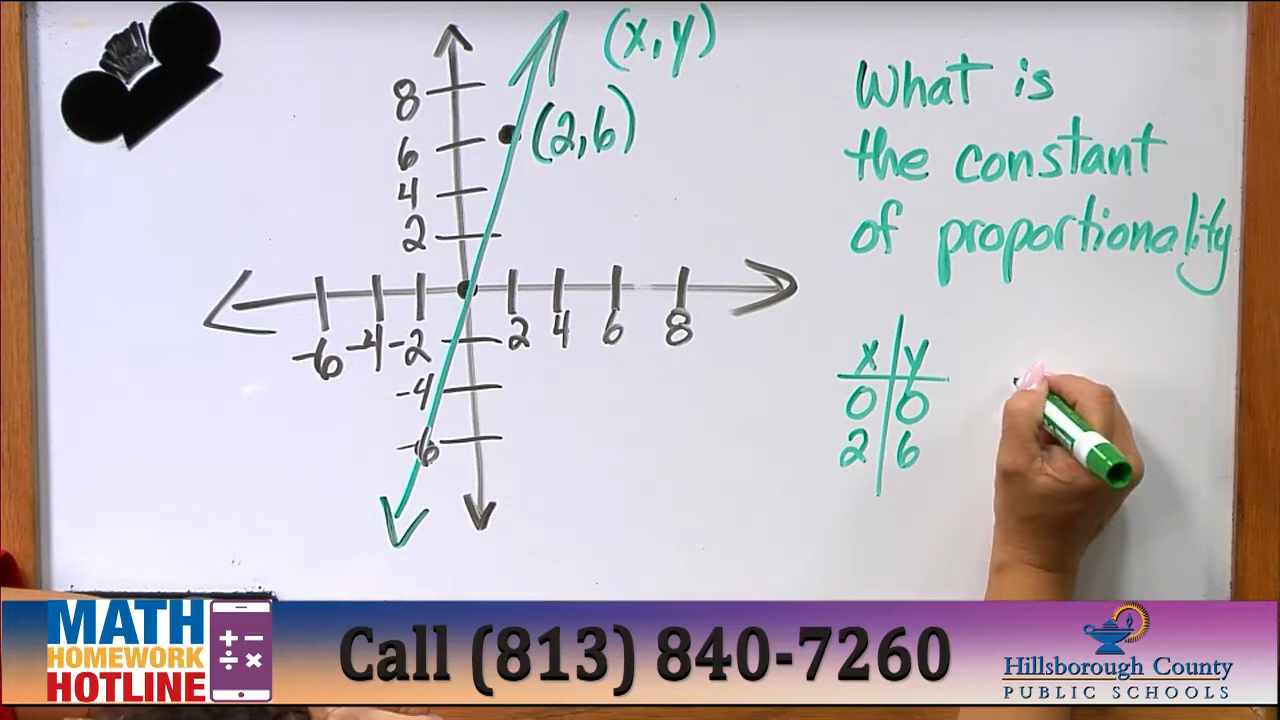 (x,y)
What is
the constant
of proportionality
8
6
4
2
(2,6)
-6 -4 -2 2 4 6 8
-4
-6
x y
0 0
2 6
MATH
HOMEWORK
HOTLINE
+ −
÷ ×
Call (813) 840-7260
Hillsborough County
PUBLIC SCHOOLS